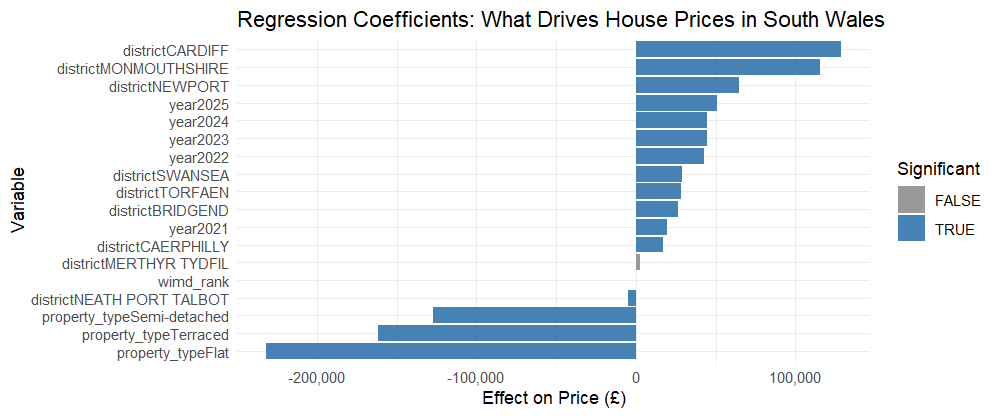 Regression Coefficients: What Drives House Prices in South Wales
Variable
districtCARDIFF
districtMONMOUTHSHIRE
districtNEWPORT
year2025
year2024
year2023
year2022
districtSWANSEA
districtTORFAEN
districtBRIDGEND
year2021
districtCAERPHILLY
districtMERTHYR TYDFIL
wimd_rank
districtNEATH PORT TALBOT
property_typeSemi-detached
property_typeTerraced
property_typeFlat
-200,000
-100,000
0
100,000
Effect on Price (£)
Significant
FALSE
TRUE